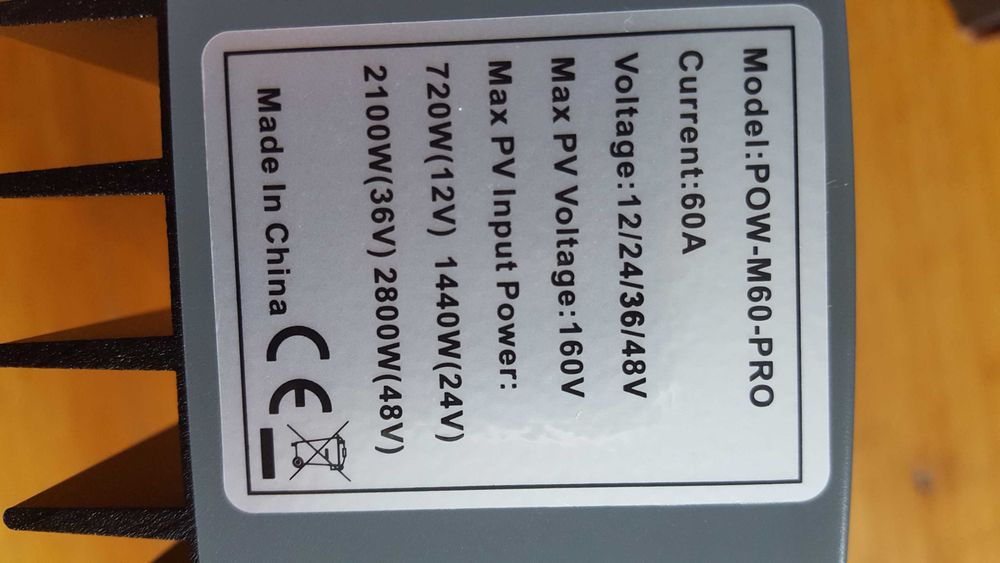 Model:POW-M60-PRO
Current:60A
Voltage:12/24/36/48V
Max PV Voltage:160V
Max PV Input Power:
720W(12V) 1440W(24V)
2100W(36V) 2800W(48V)
Made In China CE